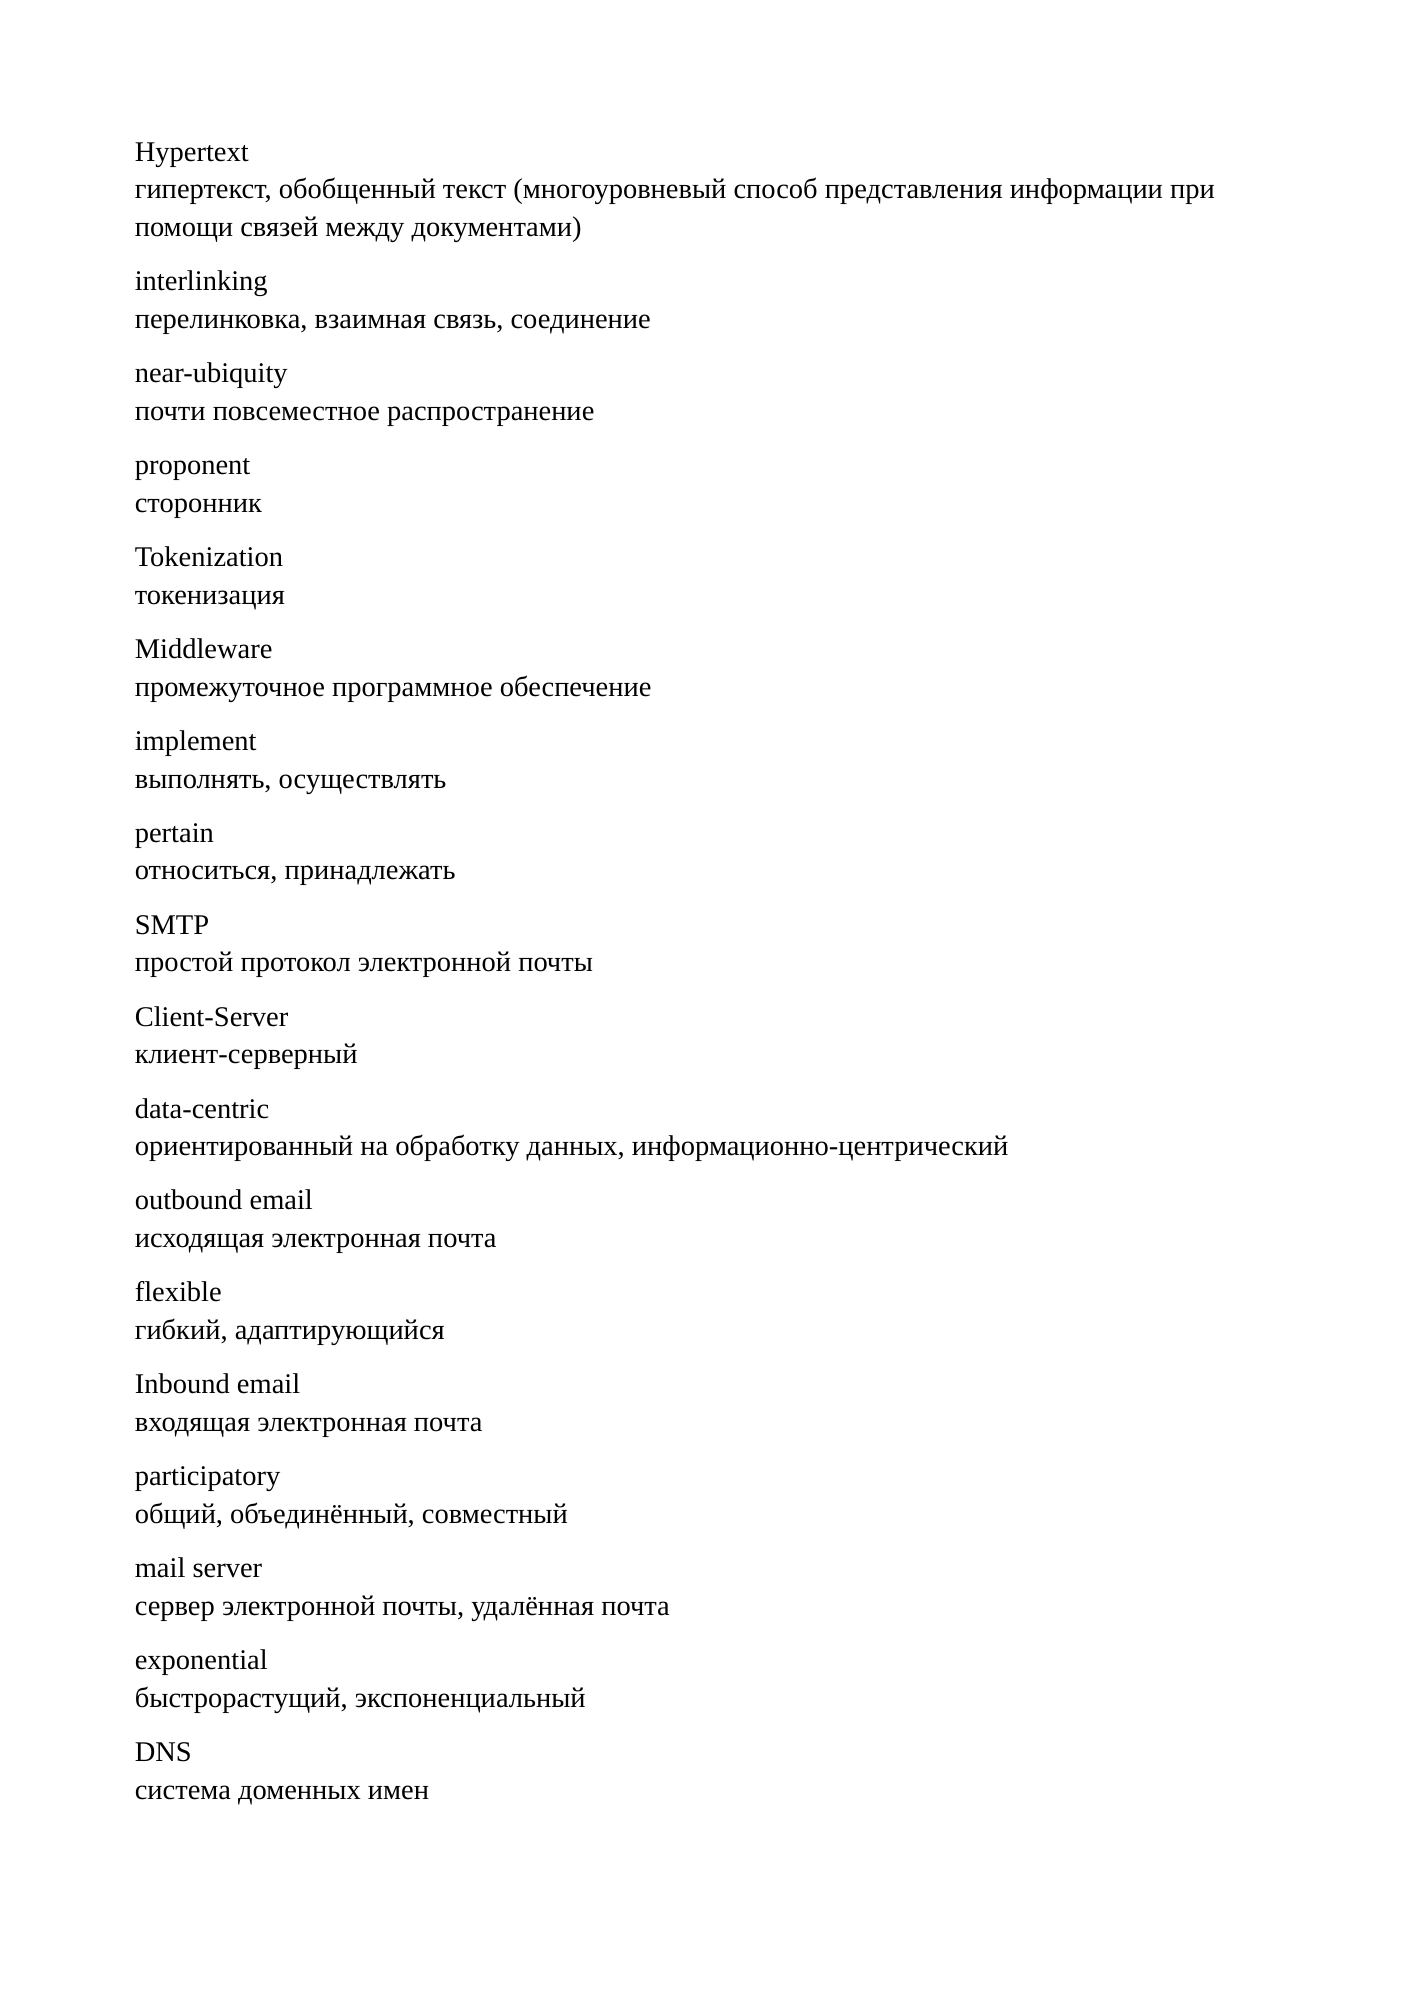 Hypertext
гипертекст, обобщенный текст (многоуровневый способ представления информации при
помощи связей между документами)
interlinking
перелинковка, взаимная связь, соединение
near-ubiquity
почти повсеместное распространение
proponent
сторонник
Tokenization
токенизация
Middleware
промежуточное программное обеспечение
implement
выполнять, осуществлять
pertain
относиться, принадлежать
SMTP
простой протокол электронной почты
Client-Server
клиент-серверный
data-centric
ориентированный на обработку данных, информационно-центрический
outbound email
исходящая электронная почта
flexible
гибкий, адаптирующийся
Inbound email
входящая электронная почта
participatory
общий, объединённый, совместный
mail server
сервер электронной почты, удалённая почта
exponential
быстрорастущий, экспоненциальный
DNS
система доменных имен